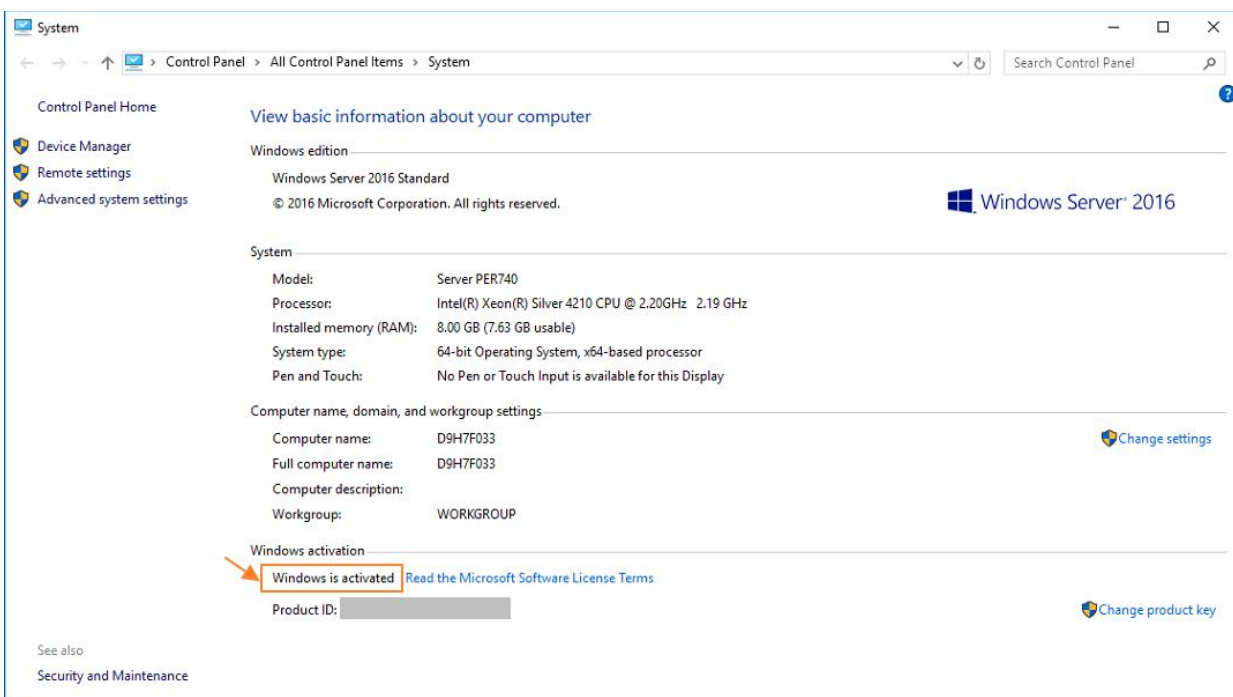 System
Control Panel > All Control Panel Items > System
Search Control Panel
Control Panel Home
Device Manager
Remote settings
Advanced system settings
View basic information about your computer
Windows edition
Windows Server 2016 Standard
© 2016 Microsoft Corporation. All rights reserved.
Windows Server® 2016
System
Model: Server PER740
Processor: Intel(R) Xeon(R) Silver 4210 CPU @ 2.20GHz 2.19 GHz
Installed memory (RAM): 8.00 GB (7.63 GB usable)
System type: 64-bit Operating System, x64-based processor
Pen and Touch: No Pen or Touch Input is available for this Display
Computer name, domain, and workgroup settings
Computer name: D9H7F033
Change settings
Full computer name: D9H7F033
Computer description:
Workgroup: WORKGROUP
Windows activation
Windows is activated Read the Microsoft Software License Terms
Product ID:
Change product key
See also
Security and Maintenance